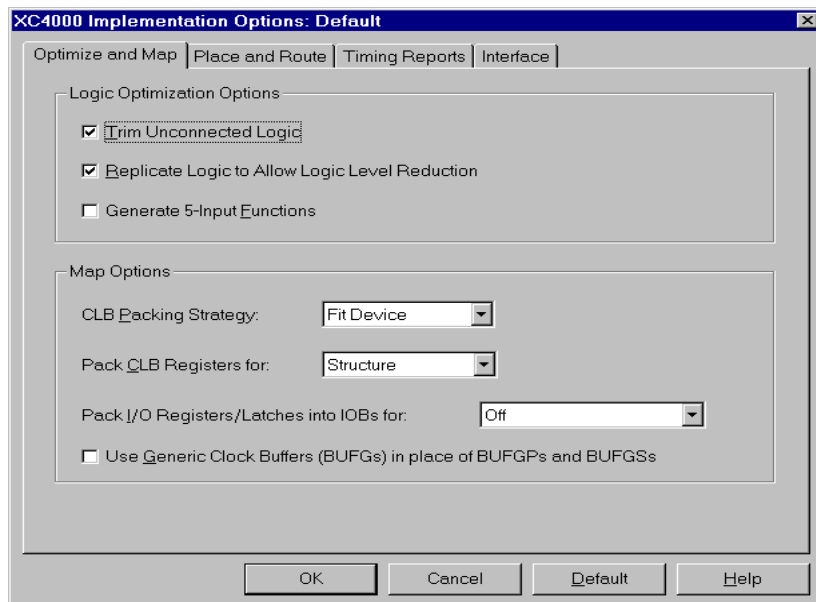 XC4000 Implementation Options: Default
Optimize and Map Place and Route Timing Reports Interface
Logic Optimization Options
Trim Unconnected Logic
Replicate Logic to Allow Logic Level Reduction
Generate 5-Input Functions
Map Options
CLB Packing Strategy: Fit Device
Pack CLB Registers for: Structure
Pack I/O Registers/Latches into IOBs for: Off
Use Generic Clock Buffers (BUFGs) in place of BUFGPs and BUFGSs
OK Cancel Default Help